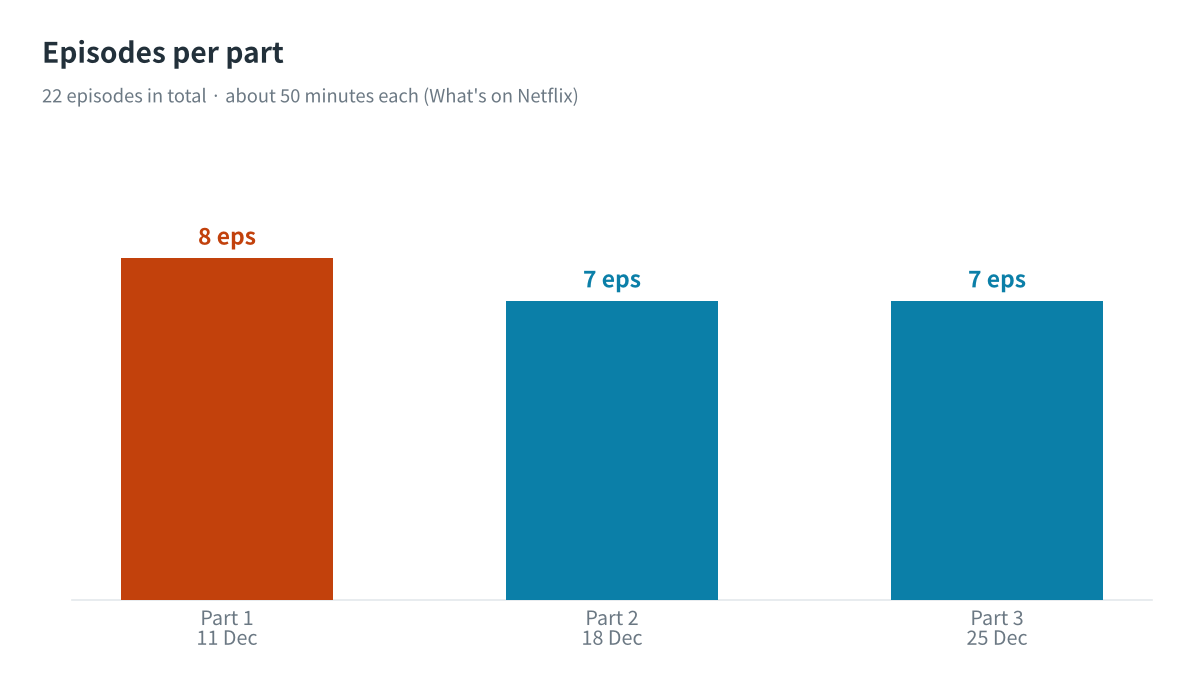 Episodes per part
22 episodes in total · about 50 minutes each (What's on Netflix)
8 eps
7 eps
7 eps
Part 1
11 Dec
Part 2
18 Dec
Part 3
25 Dec